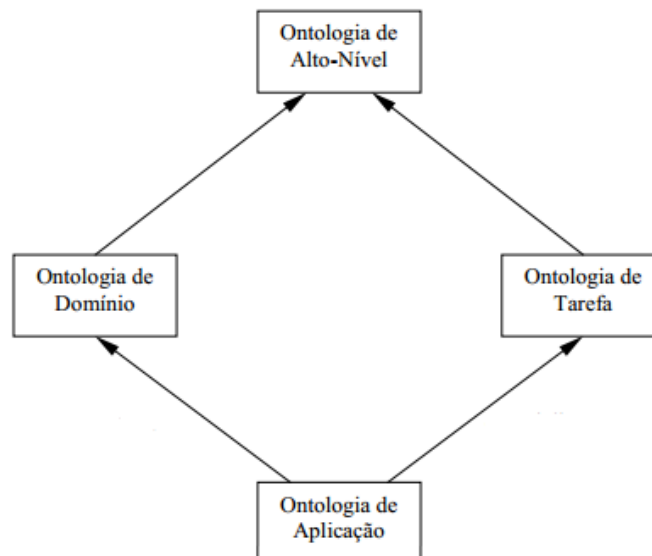 Ontologia de
Alto-Nível
Ontologia de
Domínio
Ontologia de
Tarefa
Ontologia de
Aplicação